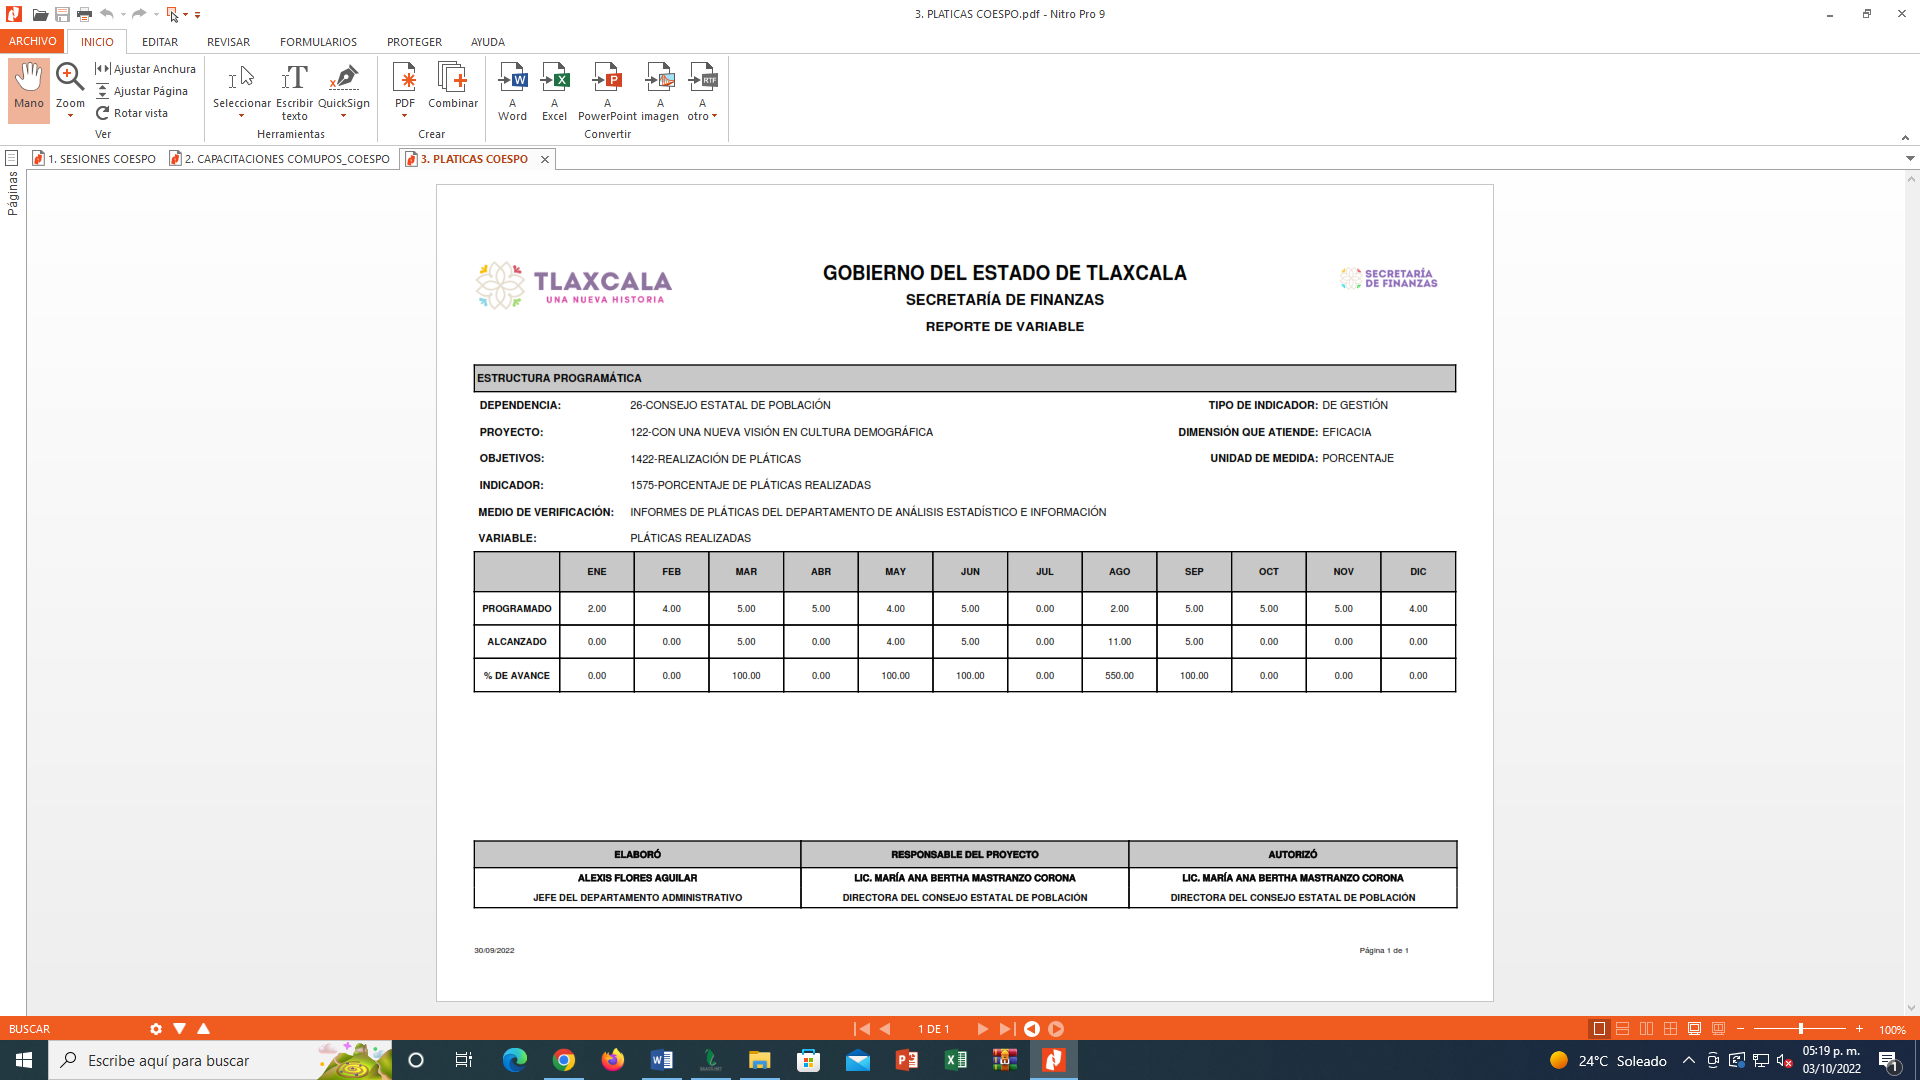 3. PLATICAS COESPO.pdf - Nitro Pro 9
ARCHIVO INICIO EDITAR REVISAR FORMULARIOS PROTEGER AYUDA
Mano Zoom Ajustar Anchura Ajustar Página Rotar vista
Ver
Seleccionar Escribir texto QuickSign
Herramientas
PDF Combinar
Crear
A Word A Excel A PowerPoint A imagen A otro
Convertir
1. SESIONES COESPO 2. CAPACITACIONES COMUPOS_COESPO 3. PLATICAS COESPO
Páginas
TLAXCALA
UNA NUEVA HISTORIA
GOBIERNO DEL ESTADO DE TLAXCALA
SECRETARÍA DE FINANZAS
REPORTE DE VARIABLE
SECRETARÍA
DE FINANZAS
ESTRUCTURA PROGRAMÁTICA
DEPENDENCIA: 26-CONSEJO ESTATAL DE POBLACIÓN TIPO DE INDICADOR: DE GESTIÓN
PROYECTO: 122-CON UNA NUEVA VISIÓN EN CULTURA DEMOGRÁFICA DIMENSIÓN QUE ATIENDE: EFICACIA
OBJETIVOS: 1422-REALIZACIÓN DE PLÁTICAS UNIDAD DE MEDIDA: PORCENTAJE
INDICADOR: 1575-PORCENTAJE DE PLÁTICAS REALIZADAS
MEDIO DE VERIFICACIÓN: INFORMES DE PLÁTICAS DEL DEPARTAMENTO DE ANÁLISIS ESTADÍSTICO E INFORMACIÓN
VARIABLE: PLÁTICAS REALIZADAS
ENE FEB MAR ABR MAY JUN JUL AGO SEP OCT NOV DIC
PROGRAMADO 2.00 4.00 5.00 5.00 4.00 5.00 0.00 2.00 5.00 5.00 5.00 4.00
ALCANZADO 0.00 0.00 5.00 0.00 4.00 5.00 0.00 11.00 5.00 0.00 0.00 0.00
% DE AVANCE 0.00 0.00 100.00 0.00 100.00 100.00 0.00 550.00 100.00 0.00 0.00 0.00
ELABORÓ RESPONSABLE DEL PROYECTO AUTORIZÓ
ALEXIS FLORES AGUILAR LIC. MARÍA ANA BERTHA MASTRANZO CORONA LIC. MARÍA ANA BERTHA MASTRANZO CORONA
JEFE DEL DEPARTAMENTO ADMINISTRATIVO DIRECTORA DEL CONSEJO ESTATAL DE POBLACIÓN DIRECTORA DEL CONSEJO ESTATAL DE POBLACIÓN
30/09/2022 Página 1 de 1
BUSCAR 1 DE 1 100%
Escribe aquí para buscar 24°C Soleado 05:19 p. m.
03/10/2022 1